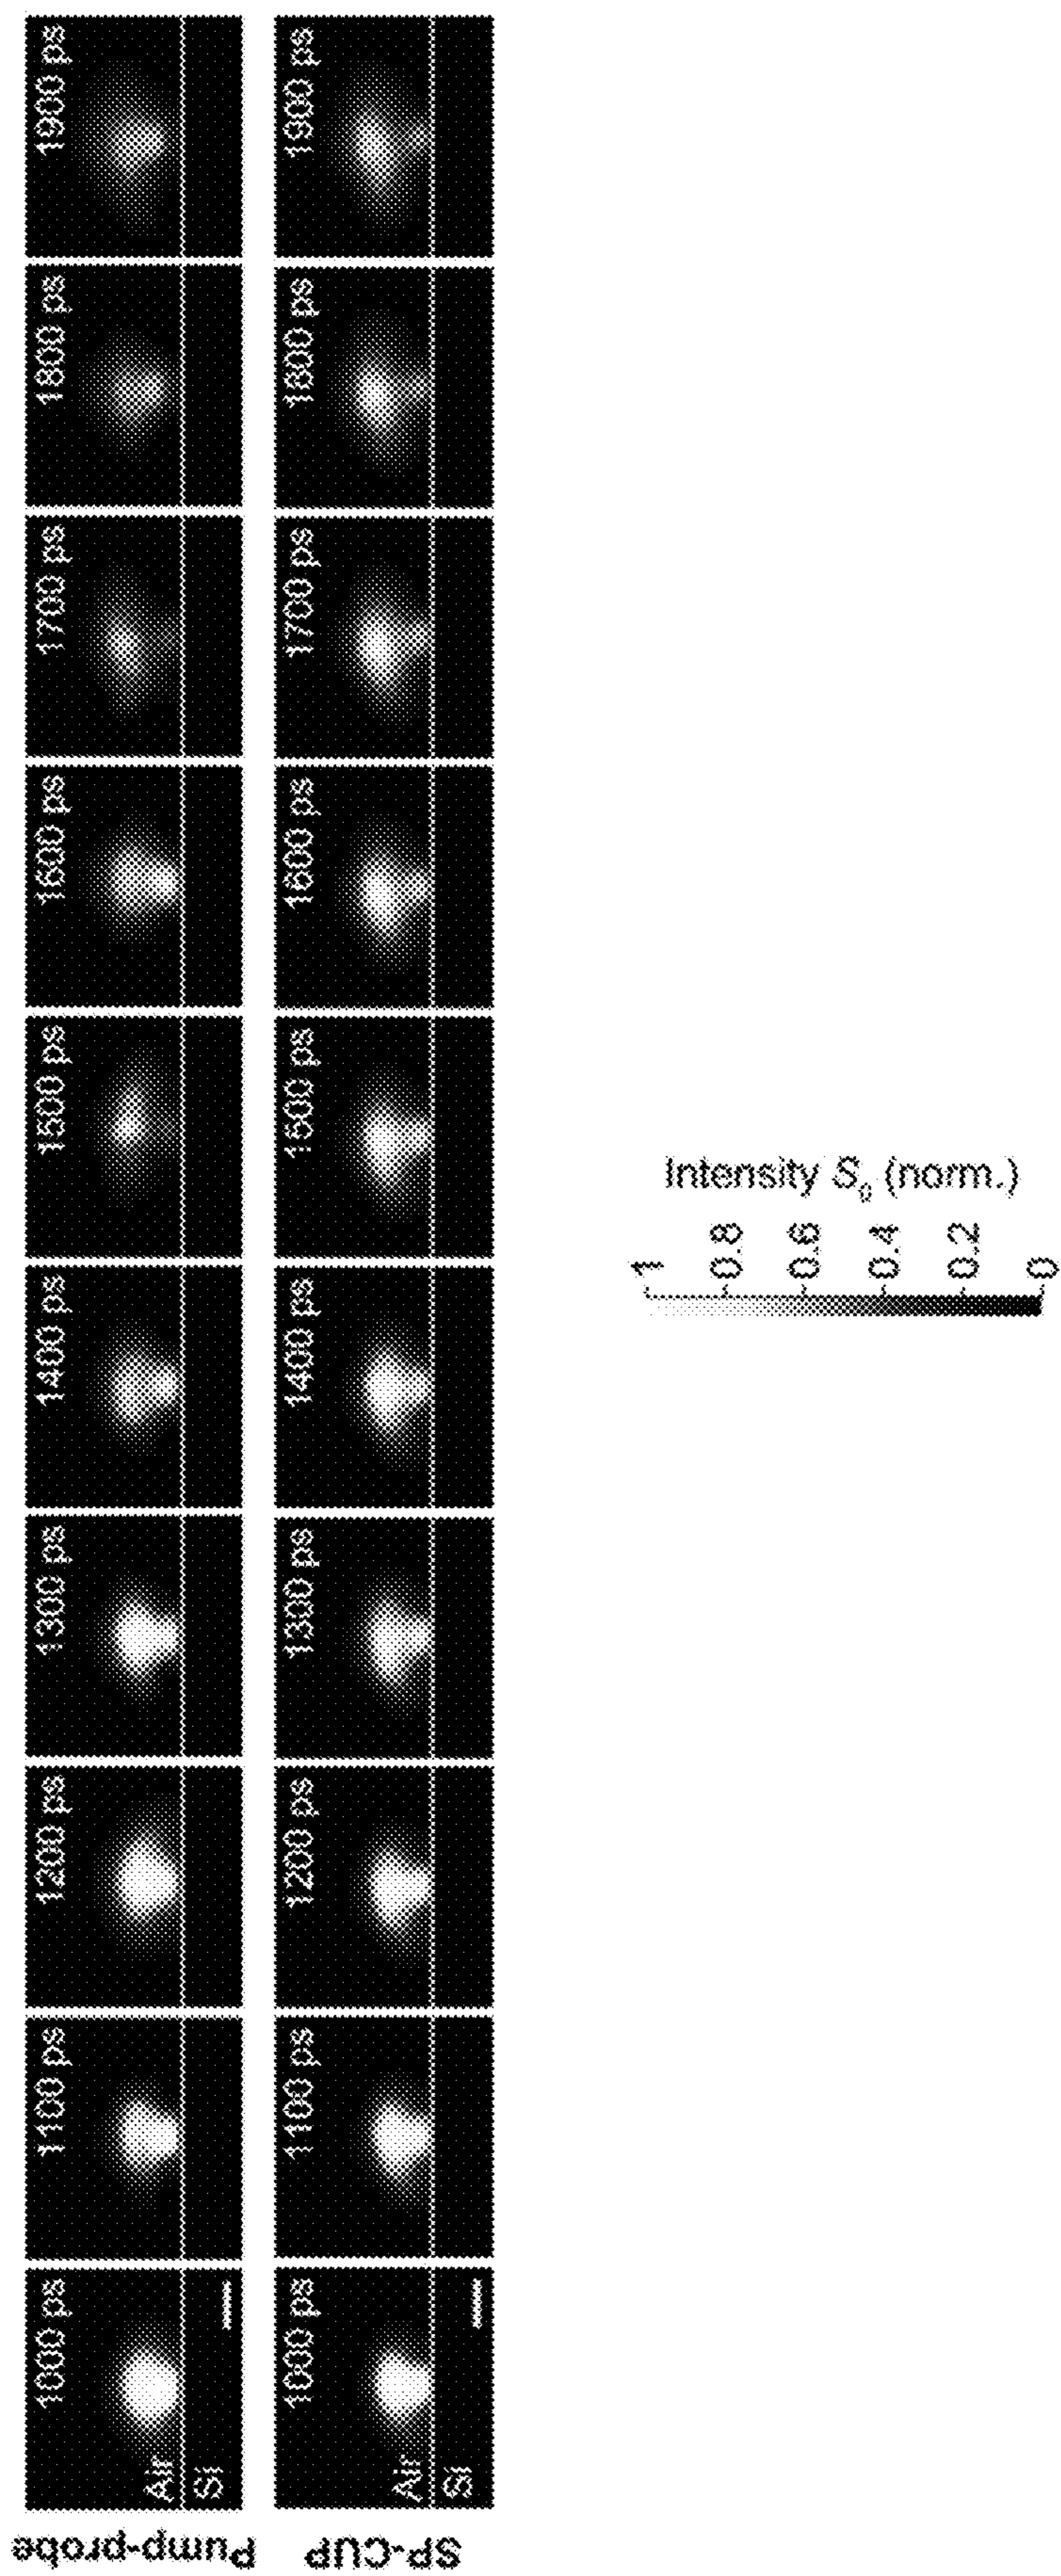 Pump-probe
1000 ps
1100 ps
1200 ps
1300 ps
1400 ps
1500 ps
1600 ps
1700 ps
1800 ps
1900 ps
Air
Si
SP-CUP
1000 ps
1100 ps
1200 ps
1300 ps
1400 ps
1500 ps
1600 ps
1700 ps
1800 ps
1900 ps
Air
Si
Intensity S₀ (norm.)
1
0.8
0.6
0.4
0.2
0